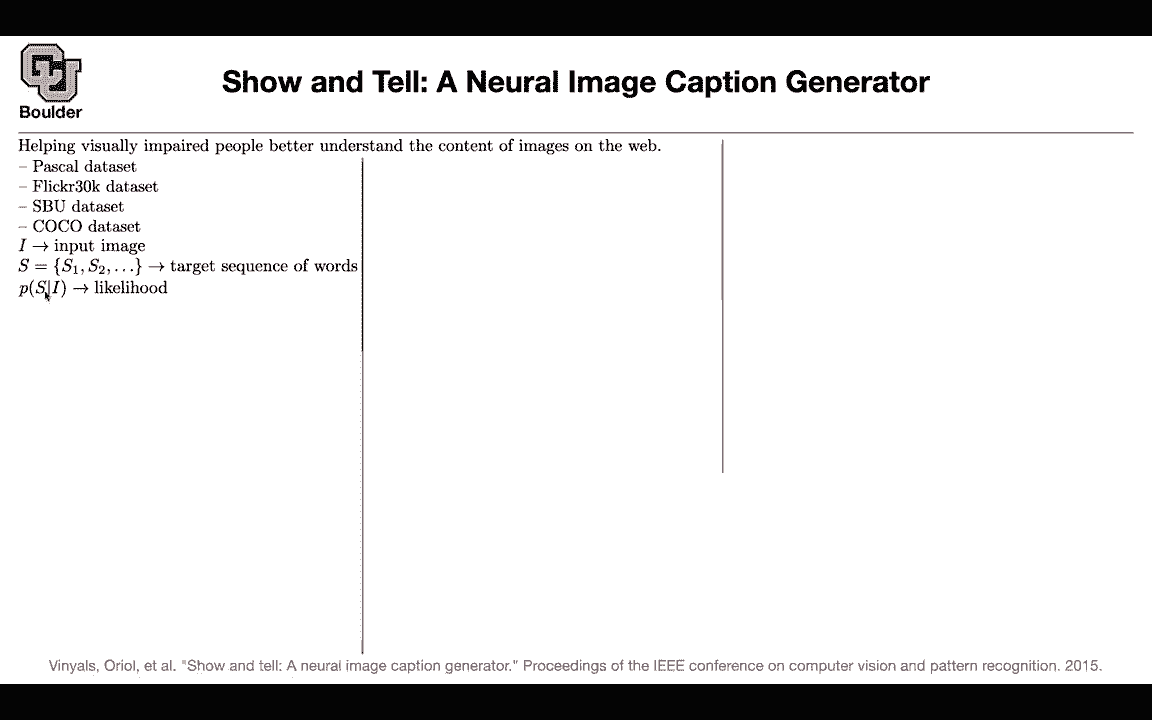 CU
Boulder
Show and Tell: A Neural Image Caption Generator
Helping visually impaired people better understand the content of images on the web.
– Pascal dataset
– Flickr30k dataset
– SBU dataset
– COCO dataset
I → input image
S = {S₁, S₂, . . .} → target sequence of words
p(S|I) → likelihood
Vinyals, Oriol, et al. "Show and tell: A neural image caption generator." Proceedings of the IEEE conference on computer vision and pattern recognition. 2015.